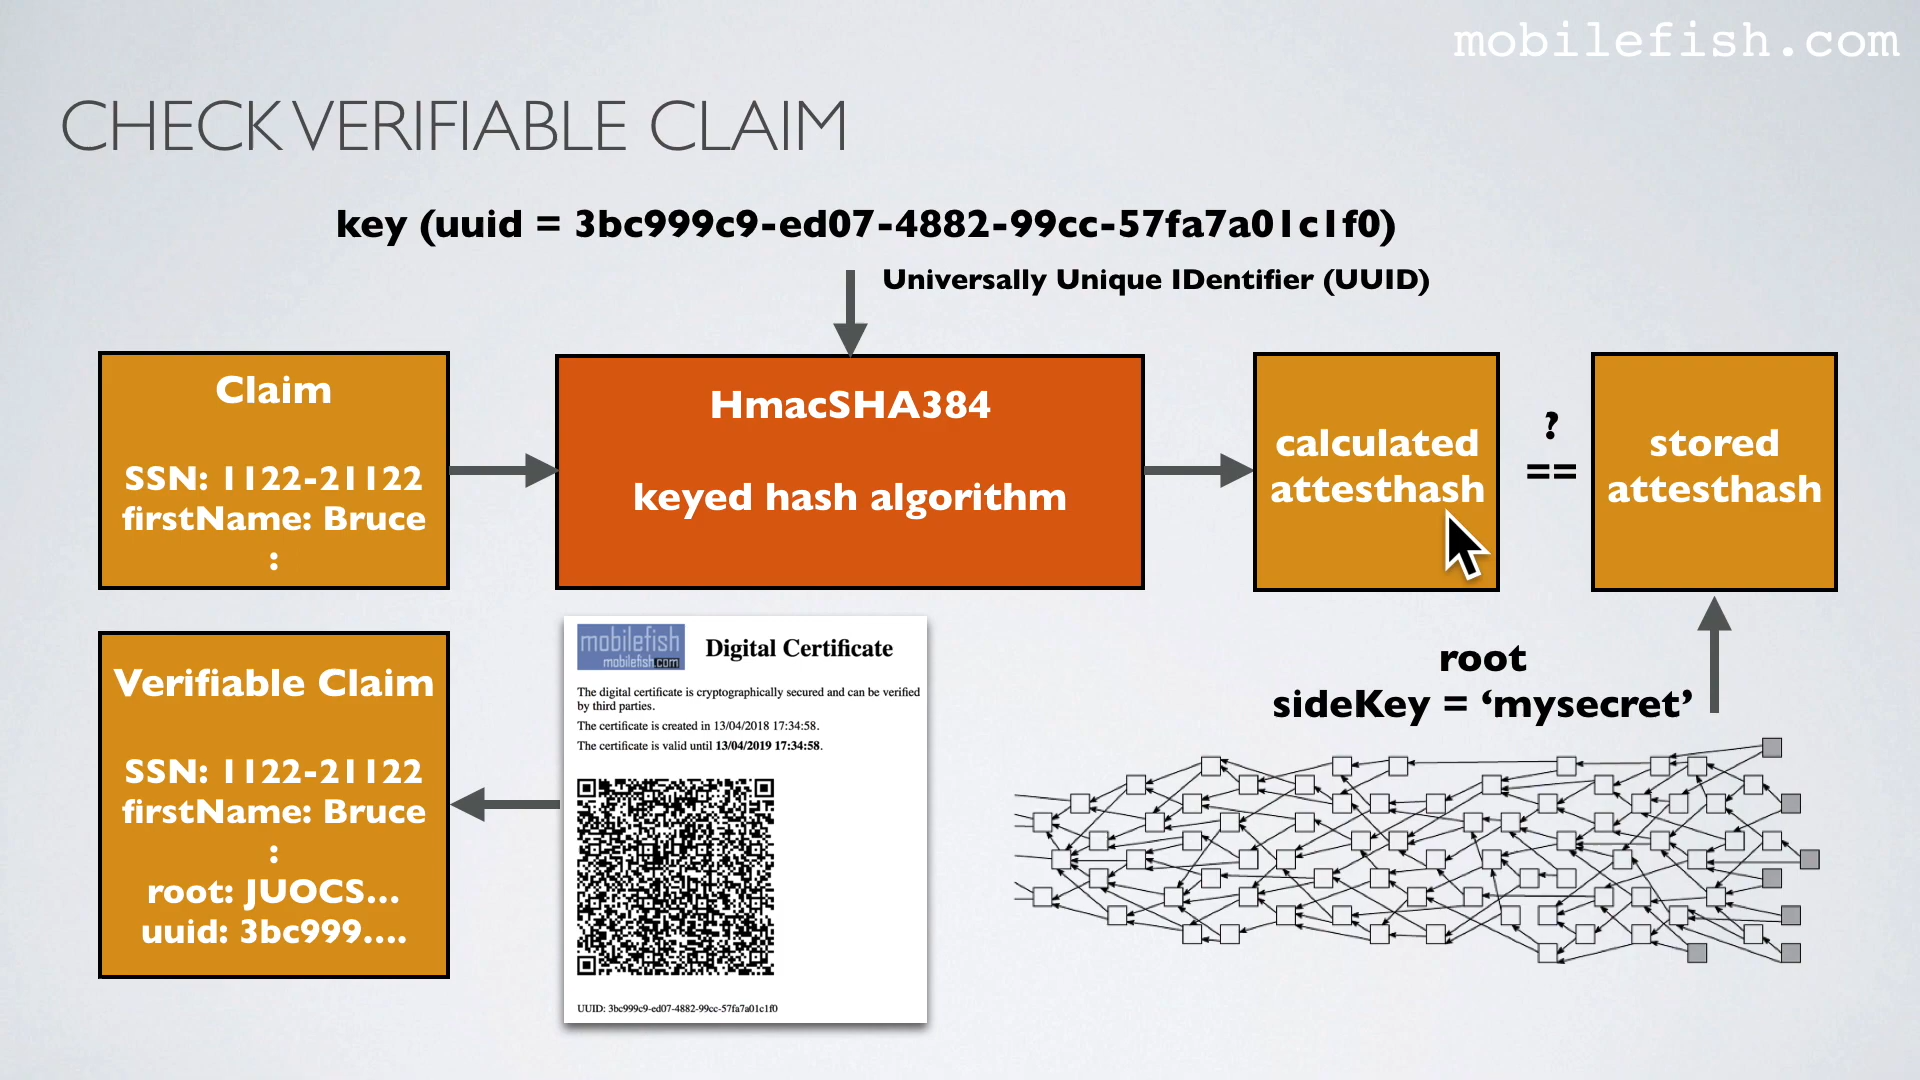 mobilefish.com
CHECK VERIFIABLE CLAIM
key (uuid = 3bc999c9-ed07-4882-99cc-57fa7a01c1f0)
Universally Unique IDentifier (UUID)
Claim
SSN: 1122-21122
firstName: Bruce
:
HmacSHA384
keyed hash algorithm
calculated
attesthash
?
==
stored
attesthash
Verifiable Claim
SSN: 1122-21122
firstName: Bruce
:
root: JUOCS...
uuid: 3bc999....
mobilefish
mobilefish.com
Digital Certificate
The digital certificate is cryptographically secured and can be verified
by third parties.
The certificate is created in 13/04/2018 17:34:58.
The certificate is valid until 13/04/2019 17:34:58.
UUID: 3bc999c9-ed07-4882-99cc-57fa7a01c1f0
root
sideKey = ‘mysecret’